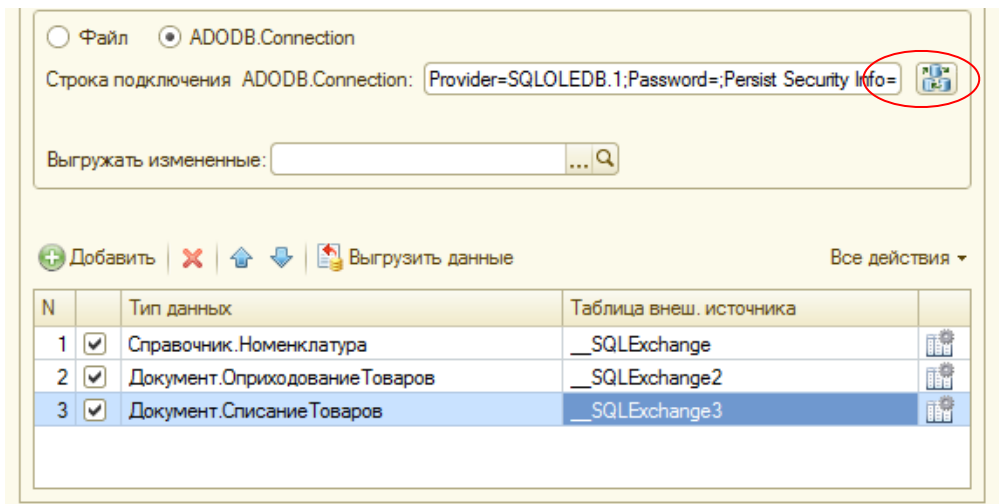 Файл ADODB.Connection
Строка подключения ADODB.Connection: Provider=SQLOLEDB.1;Password=;Persist Security Info=
Выгружать измененные: ...
Добавить Выгрузить данные Все действия
N Тип данных Таблица внеш. источника
1 Справочник.Номенклатура __SQLExchange
2 Документ.ОприходованиеТоваров __SQLExchange2
3 Документ.СписаниеТоваров __SQLExchange3